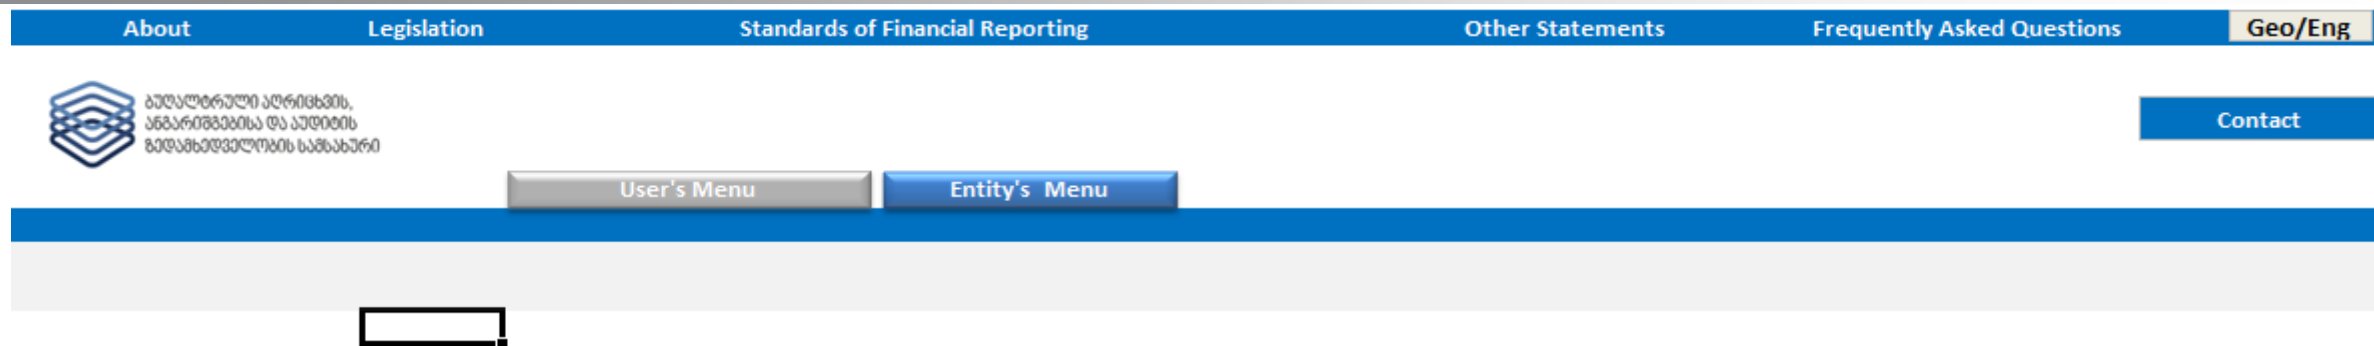 About Legislation Standards of Financial Reporting Other Statements Frequently Asked Questions Geo/Eng
ბუღალტრული აღრიცხვის,
ანგარიშგებისა და აუდიტის
ზედამხედველობის სამსახური
Contact
User's Menu Entity's Menu